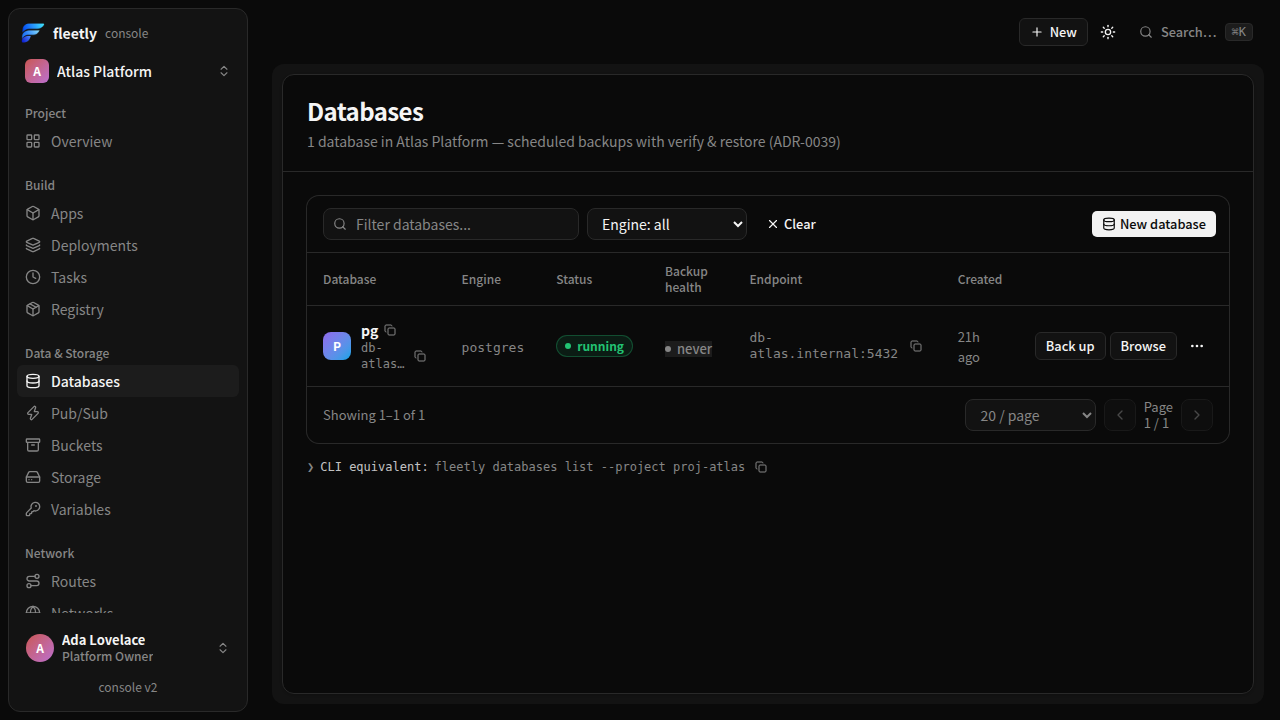 fleetly console
A Atlas Platform
Project
Overview
Build
Apps
Deployments
Tasks
Registry
Data & Storage
Databases
Pub/Sub
Buckets
Storage
Variables
Network
Routes
Networks
A Ada Lovelace
Platform Owner
console v2
New
Search… ⌘K
Databases
1 database in Atlas Platform — scheduled backups with verify & restore (ADR-0039)
Filter databases...
Engine: all
Clear
New database
Database Engine Status Backup health Endpoint Created
P pg
db-
atlas…
postgres
running
never
db-
atlas.internal:5432
21h
ago
Back up
Browse
Showing 1–1 of 1
20 / page
Page
1 / 1
❯ CLI equivalent: fleetly databases list --project proj-atlas